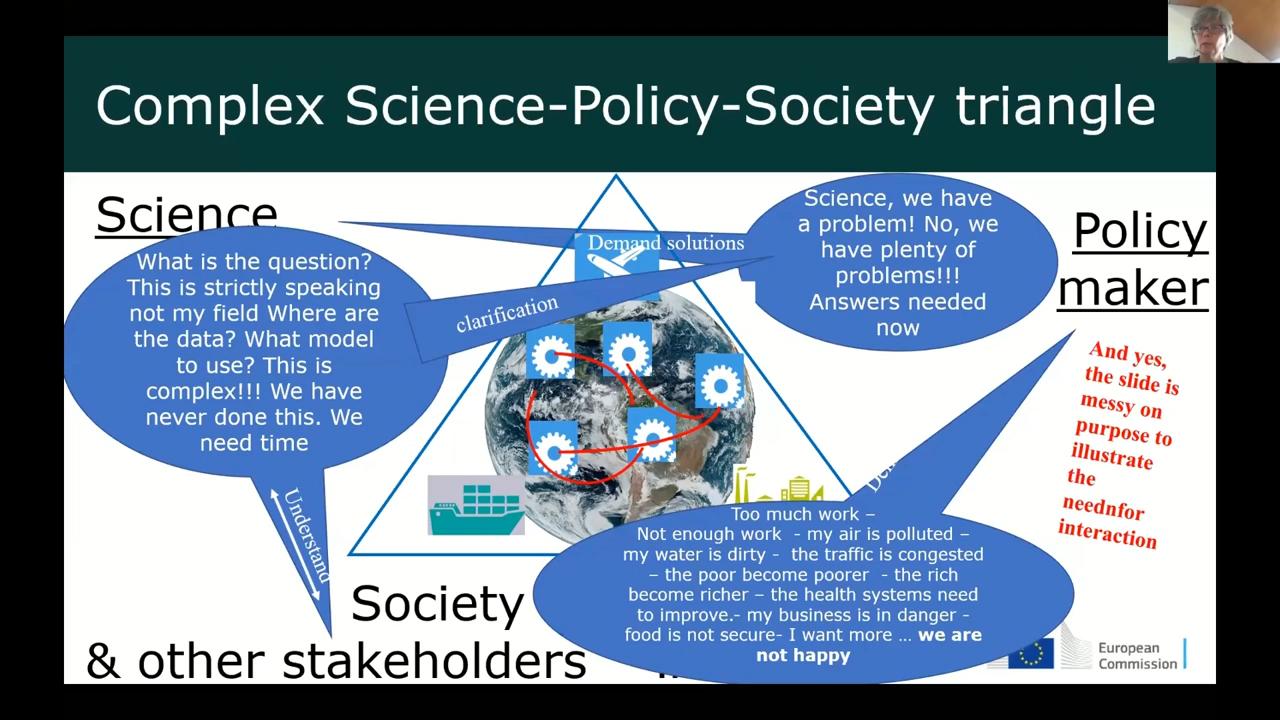 Complex Science-Policy-Society triangle
Science
What is the question?
This is strictly speaking
not my field Where are
the data? What model
to use? This is
complex!!! We have
never done this. We
need time
Demand solutions
clarification
Science, we have
a problem! No, we
have plenty of
problems!!!
Answers needed
now
Policy
maker
And yes,
the slide is
messy on
purpose to
illustrate
the
neednfor
interaction
Understand
Too much work –
Not enough work - my air is polluted –
my water is dirty - the traffic is congested
– the poor become poorer - the rich
become richer – the health systems need
to improve.- my business is in danger -
food is not secure- I want more ... we are
not happy
Society
& other stakeholders
European
Commission